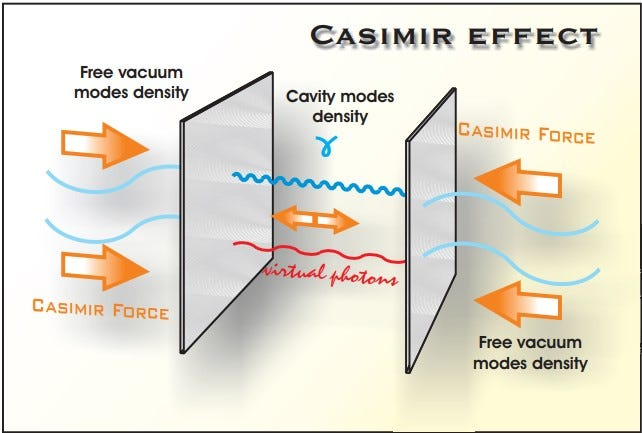 CASIMIR EFFECT
Free vacuum
modes density
Cavity modes
density
γ
CASIMIR FORCE
virtual photons
CASIMIR FORCE
Free vacuum
modes density